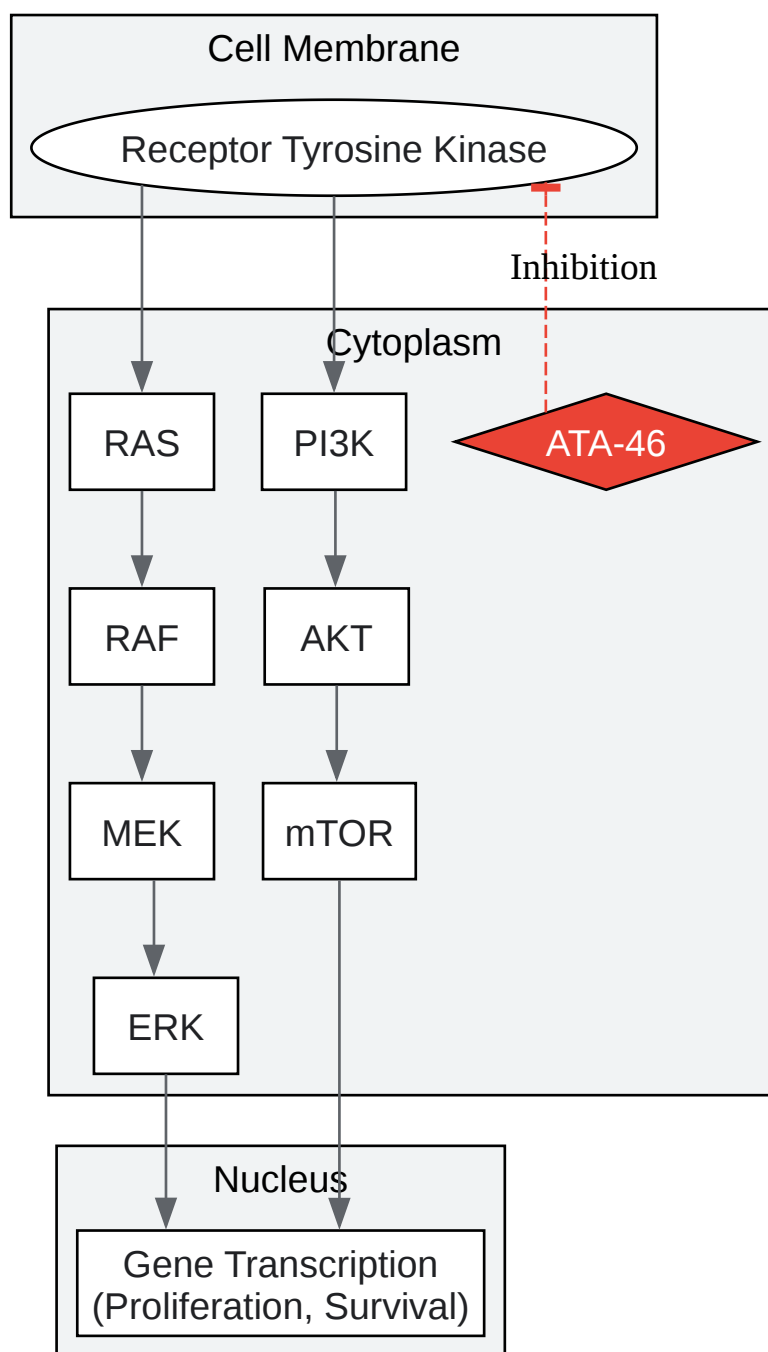 Cell Membrane
Receptor Tyrosine Kinase
Inhibition
Cytoplasm
RAS
PI3K
ATA-46
RAF
AKT
MEK
mTOR
ERK
Nucleus
Gene Transcription
(Proliferation, Survival)